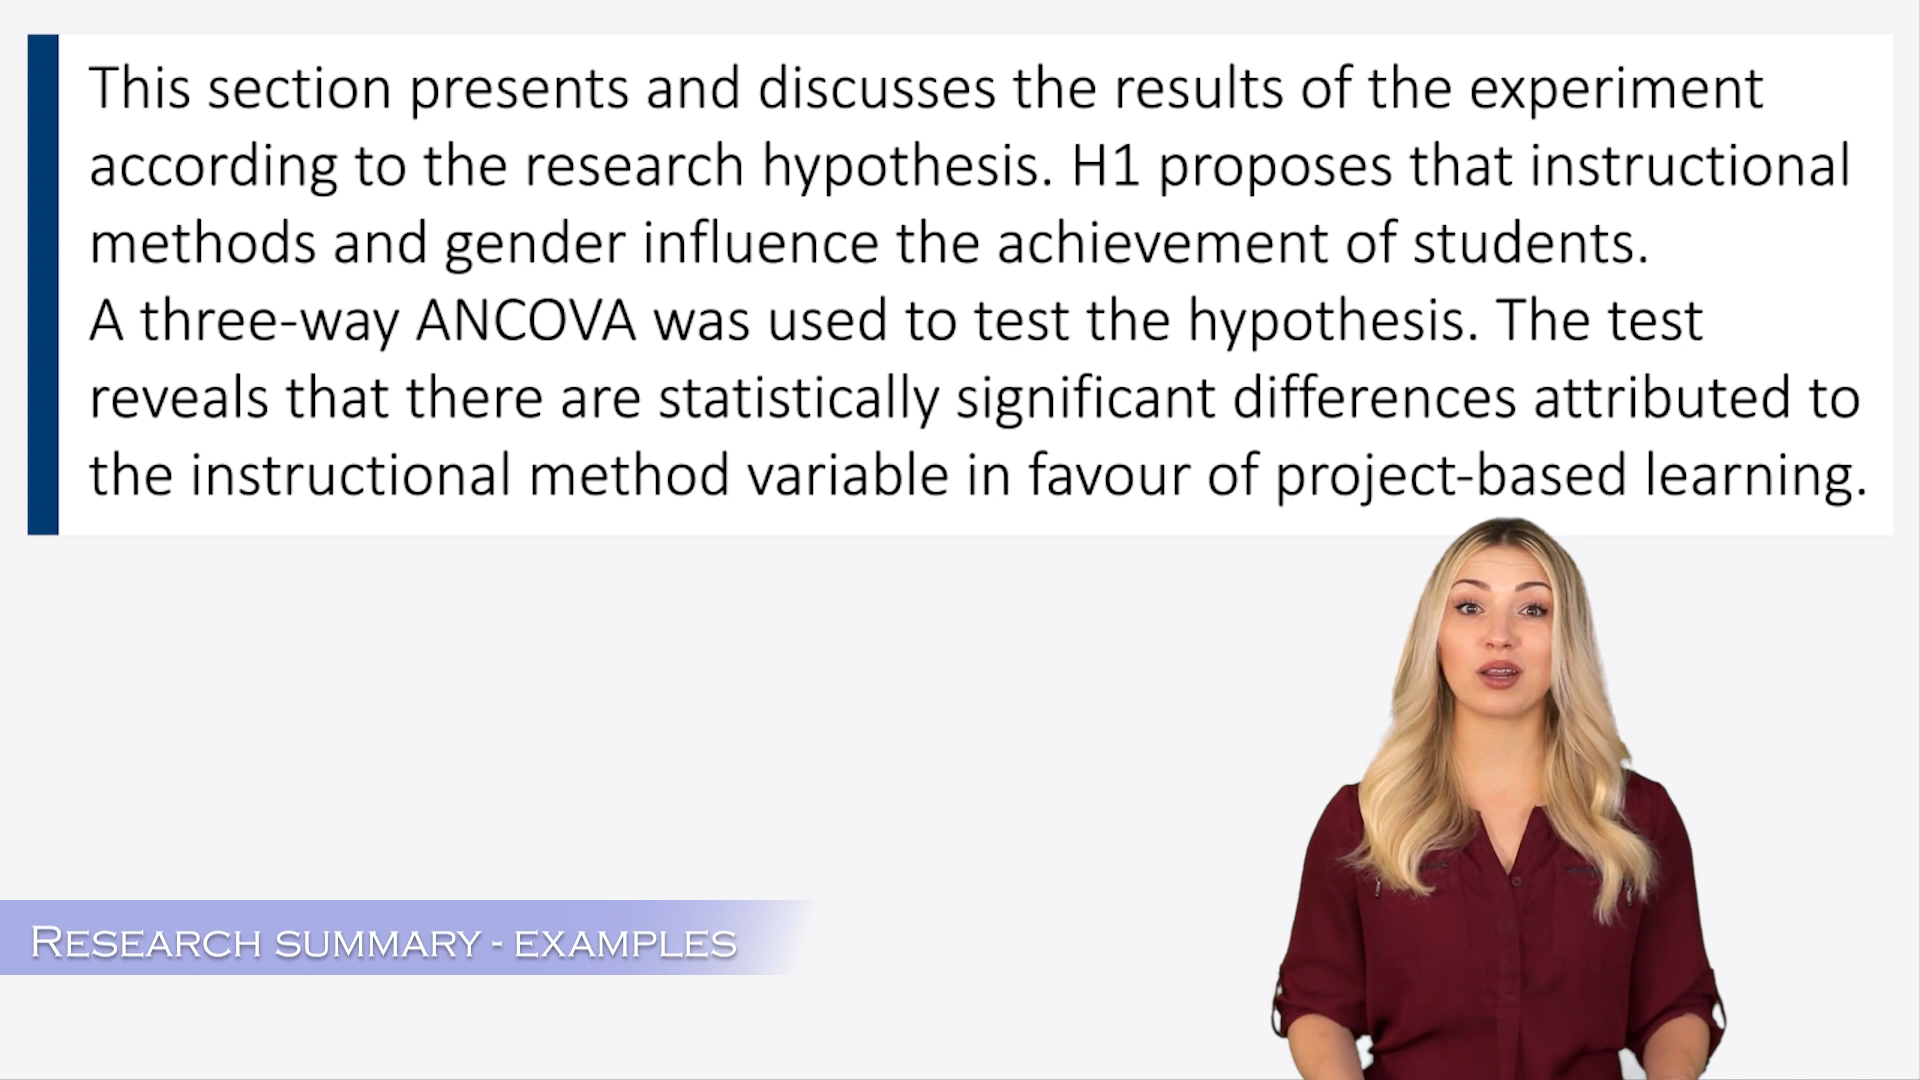 This section presents and discusses the results of the experiment
according to the research hypothesis. H1 proposes that instructional
methods and gender influence the achievement of students.
A three-way ANCOVA was used to test the hypothesis. The test
reveals that there are statistically significant differences attributed to
the instructional method variable in favour of project-based learning.
RESEARCH SUMMARY - EXAMPLES